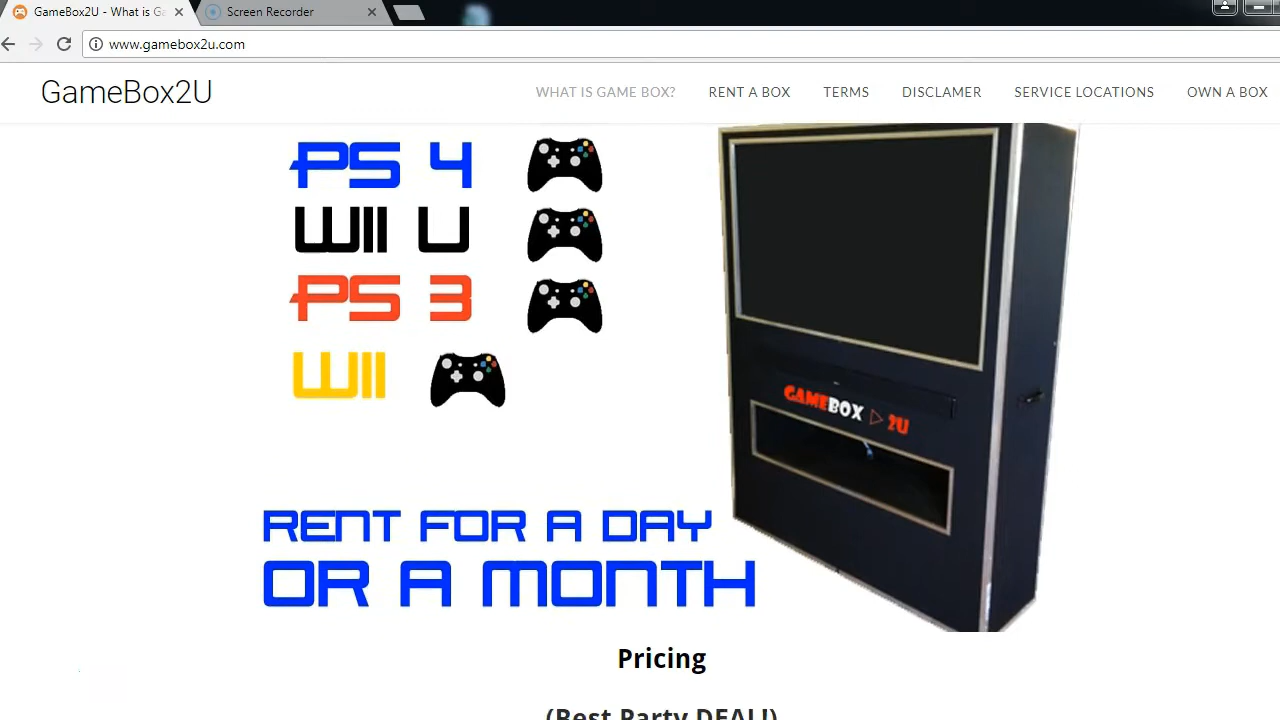 GameBox2U - What is Ga
Screen Recorder
www.gamebox2u.com
GameBox2U
WHAT IS GAME BOX?
RENT A BOX
TERMS
DISCLAMER
SERVICE LOCATIONS
OWN A BOX
PS 4
WII U
PS 3
WII
GAMEBOX 2U
RENT FOR A DAY
OR A MONTH
Pricing
(Best Party DEAL!)